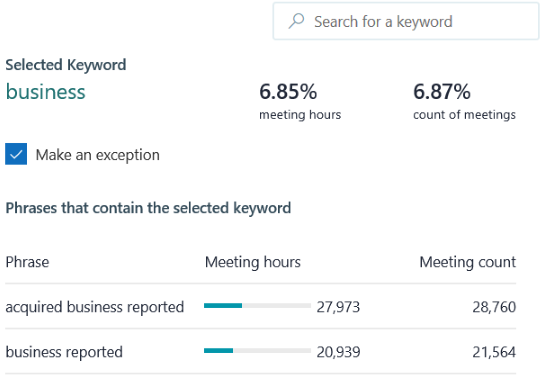 Search for a keyword
Selected Keyword
business 6.85% 6.87%
meeting hours count of meetings
Make an exception
Phrases that contain the selected keyword
Phrase Meeting hours Meeting count
acquired business reported 27,973 28,760
business reported 20,939 21,564